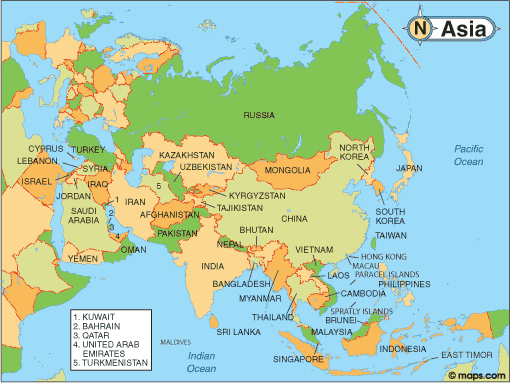 N Asia
RUSSIA
Pacific
Ocean
CYPRUS
TURKEY
LEBANON
SYRIA
ISRAEL
IRAQ
JORDAN
SAUDI
ARABIA
YEMEN
OMAN
1
2
3
4
5
IRAN
KAZAKHSTAN
UZBEKISTAN
KYRGYZSTAN
TAJIKISTAN
AFGHANISTAN
PAKISTAN
MONGOLIA
NORTH
KOREA
JAPAN
SOUTH
KOREA
CHINA
TAIWAN
NEPAL
BHUTAN
INDIA
BANGLADESH
MYANMAR
THAILAND
VIETNAM
LAOS
HONG KONG
MACAU
PARACEL ISLANDS
PHILIPPINES
CAMBODIA
SPRATLY ISLANDS
BRUNEI
MALAYSIA
SRI LANKA
MALDIVES
Indian
Ocean
SINGAPORE
INDONESIA
EAST TIMOR
1. KUWAIT
2. BAHRAIN
3. QATAR
4. UNITED ARAB
EMIRATES
5. TURKMENISTAN
© maps.com